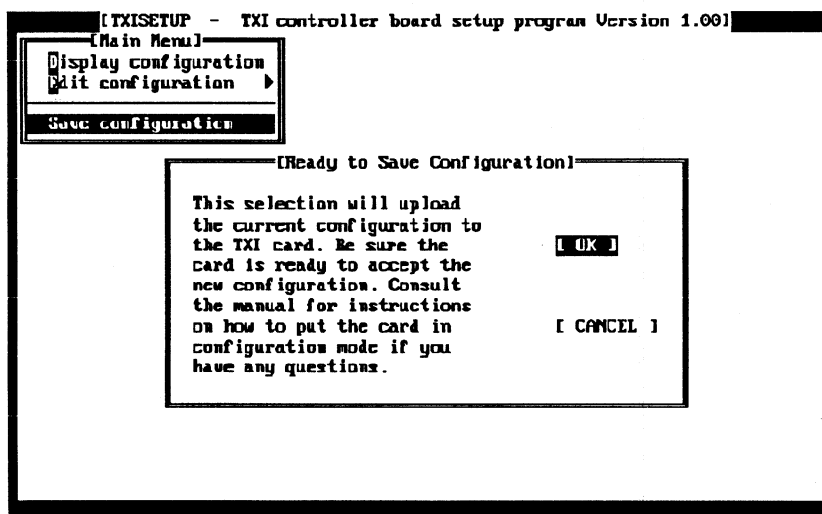 [TXISETUP - TXI controller board setup program Version 1.00]
[Main Menu]
Display configuration
Edit configuration
Save configuration
[Ready to Save Configuration]
This selection will upload
the current configuration to
the TXI card. Be sure the
card is ready to accept the
new configuration. Consult
the manual for instructions
on how to put the card in
configuration mode if you
have any questions.
[ OK ]
[ CANCEL ]